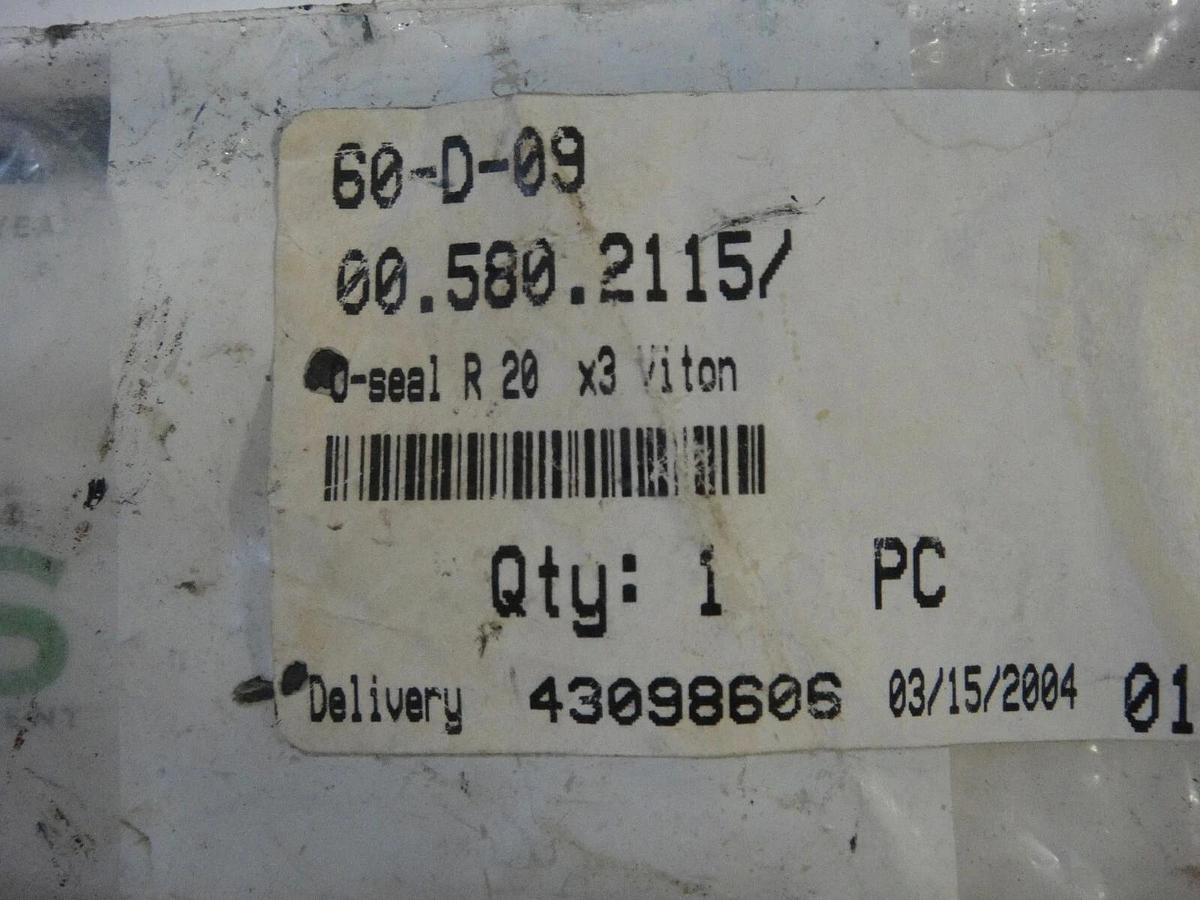 60-D-09
00.580.2115/
O-seal R 20 x3 Viton
Qty: 1 PC
Delivery 43098606 03/15/2004 01